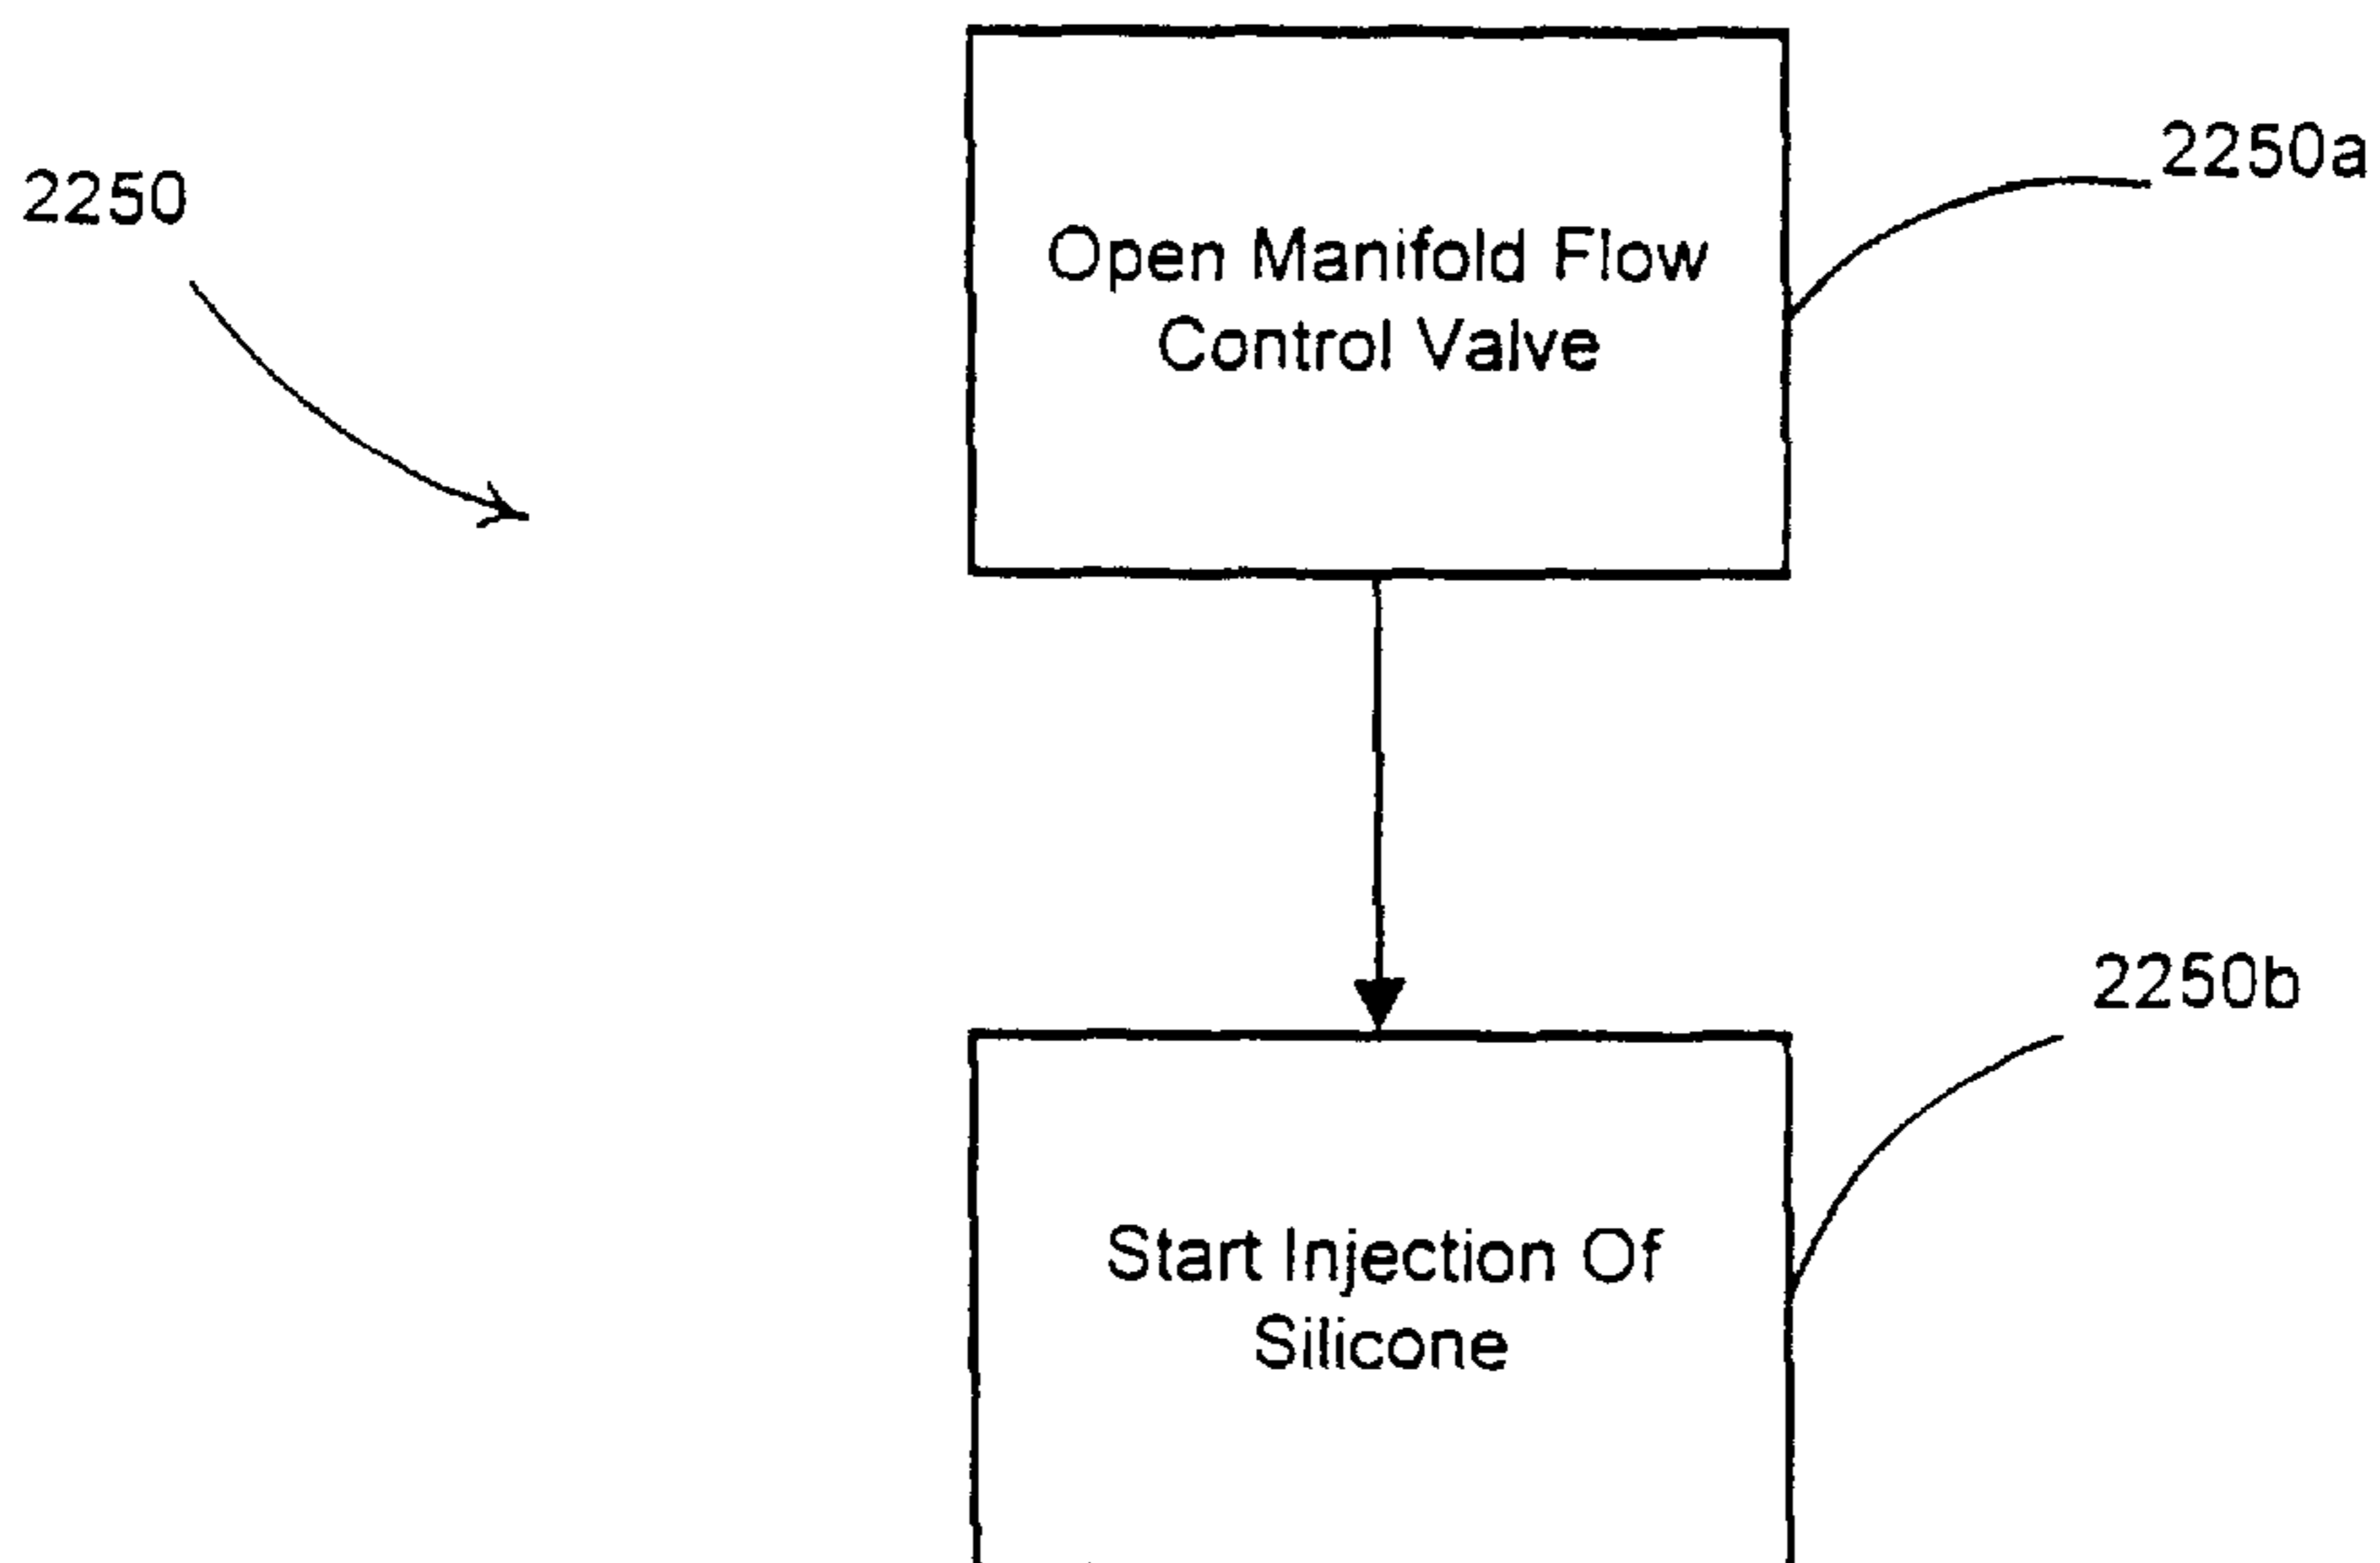 2250
2250a
Open Manifold Flow
Control Valve
2250b
Start Injection Of
Silicone